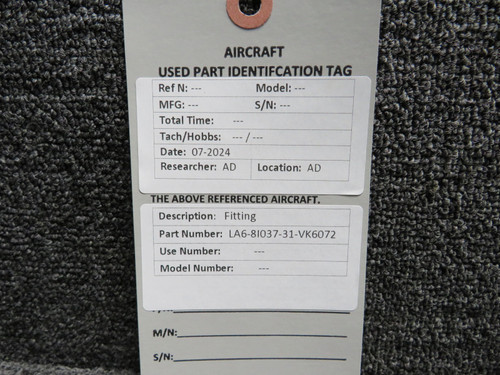 AIRCRAFT
USED PART IDENTIFCATION TAG
Ref N: --- Model: ---
MFG: --- S/N: ---
Total Time: ---
Tach/Hobbs: --- / ---
Date: 07-2024
Researcher: AD Location: AD
THE ABOVE REFERENCED AIRCRAFT.
Description: Fitting
Part Number: LA6-8I037-31-VK6072
Use Number: ---
Model Number: ---
M/N:
S/N: